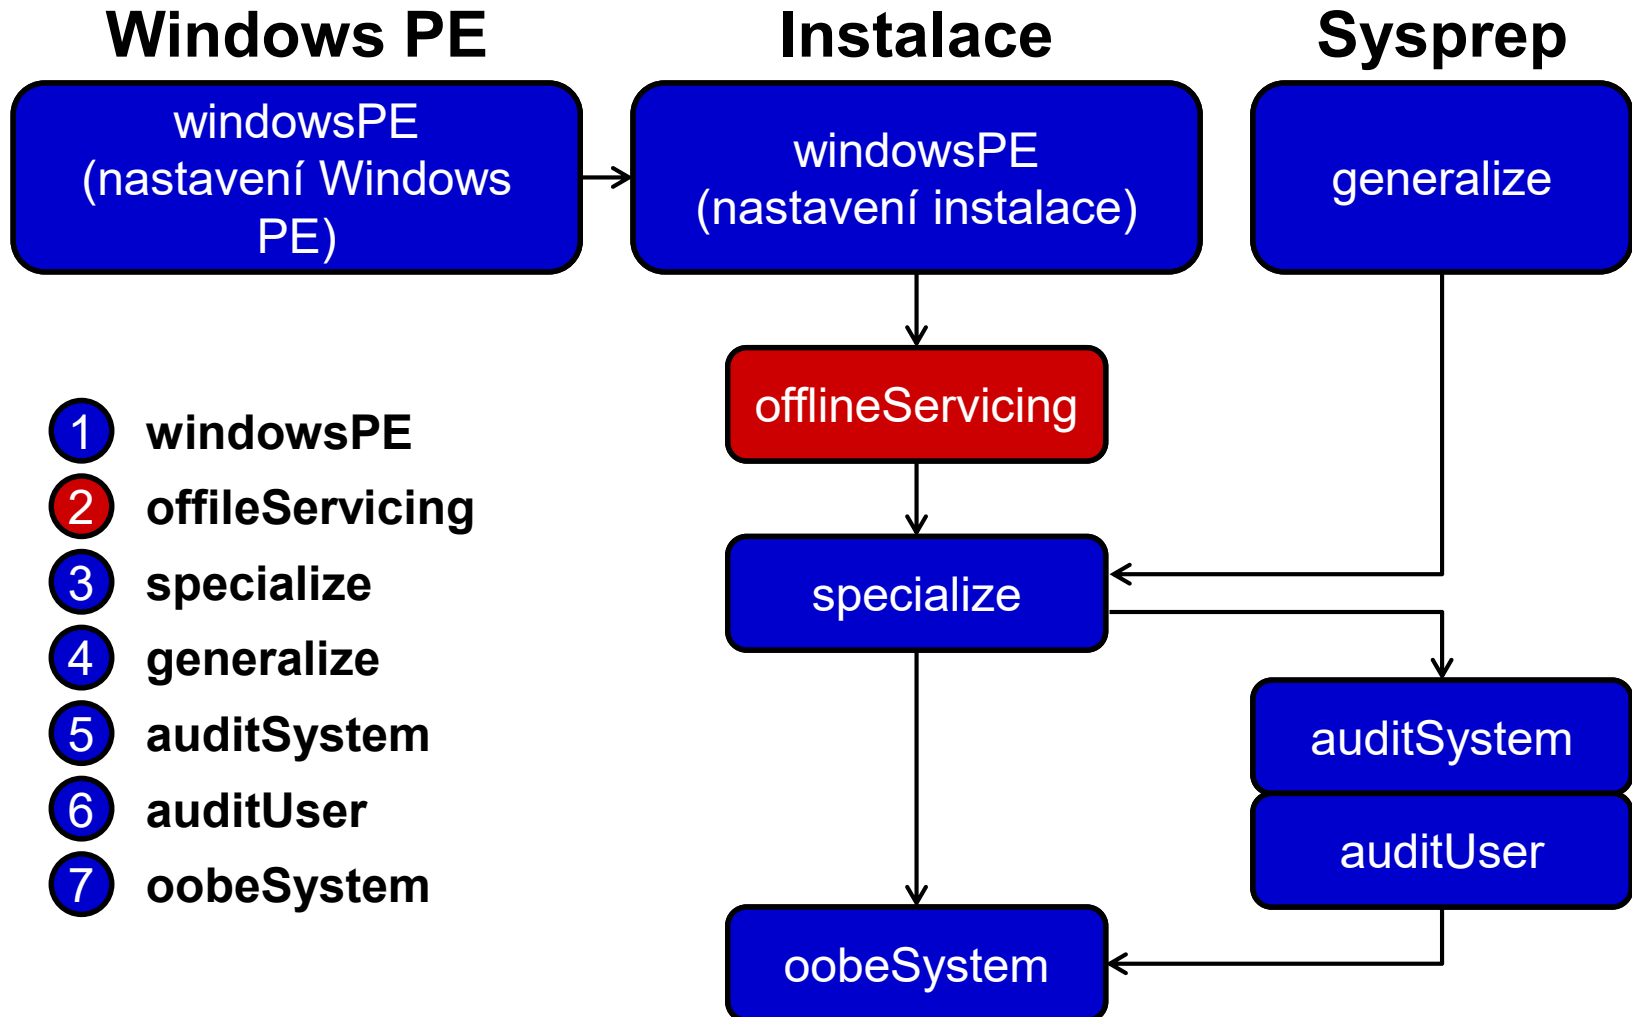 Windows PE
Instalace
Sysprep
windowsPE
(nastavení Windows
PE)
windowsPE
(nastavení instalace)
generalize
offlineServicing
1 windowsPE
2 offileServicing
3 specialize
4 generalize
5 auditSystem
6 auditUser
7 oobeSystem
specialize
auditSystem
auditUser
oobeSystem